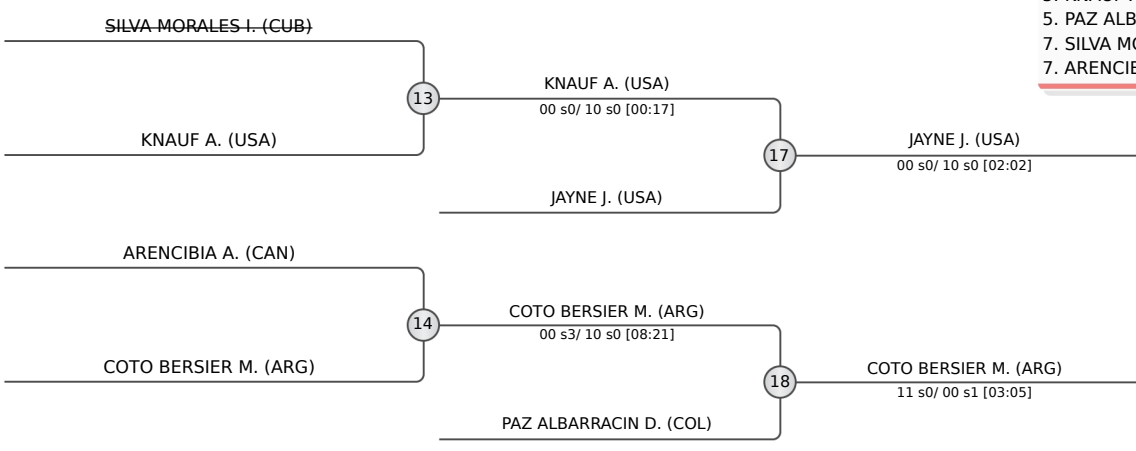 5. PAZ ALB
7. SILVA MO
7. ARENCIE
SILVA MORALES I. (CUB)
13
KNAUF A. (USA)
00 s0/ 10 s0 [00:17]
KNAUF A. (USA)
17
JAYNE J. (USA)
00 s0/ 10 s0 [02:02]
JAYNE J. (USA)
ARENCIBIA A. (CAN)
14
COTO BERSIER M. (ARG)
00 s3/ 10 s0 [08:21]
COTO BERSIER M. (ARG)
18
COTO BERSIER M. (ARG)
11 s0/ 00 s1 [03:05]
PAZ ALBARRACIN D. (COL)